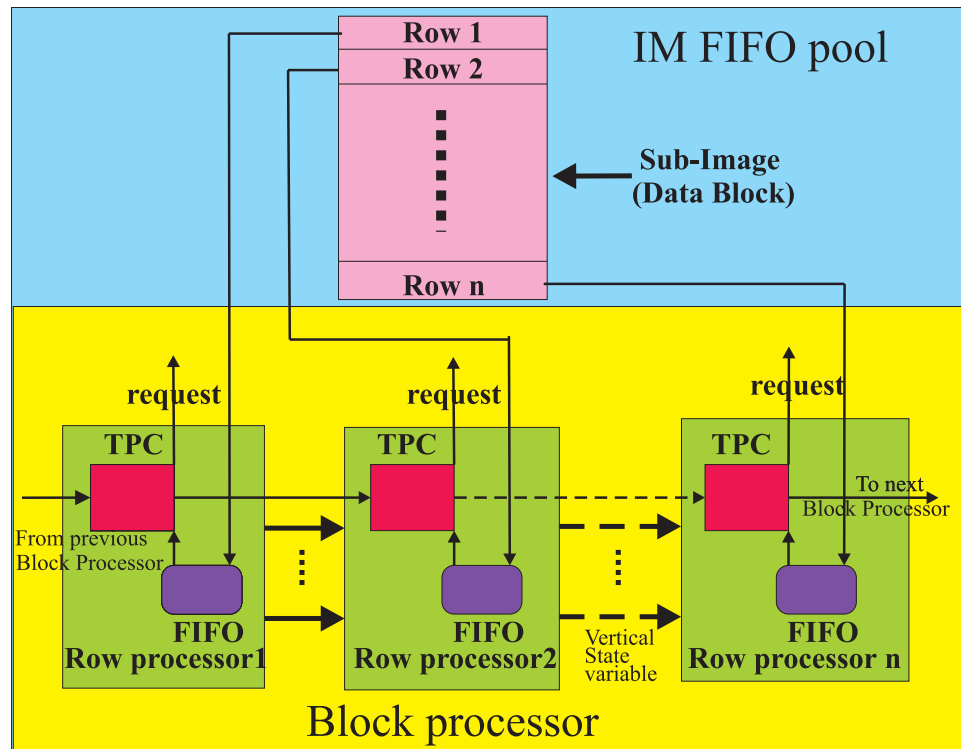 Row 1
IM FIFO pool
Row 2
Sub-Image
(Data Block)
Row n
request
request
request
TPC
TPC
TPC
To next
Block Processor
From previous
Block Processor
FIFO
FIFO
FIFO
Row processor1
Row processor2
Row processor n
Vertical
State
variable
Block processor